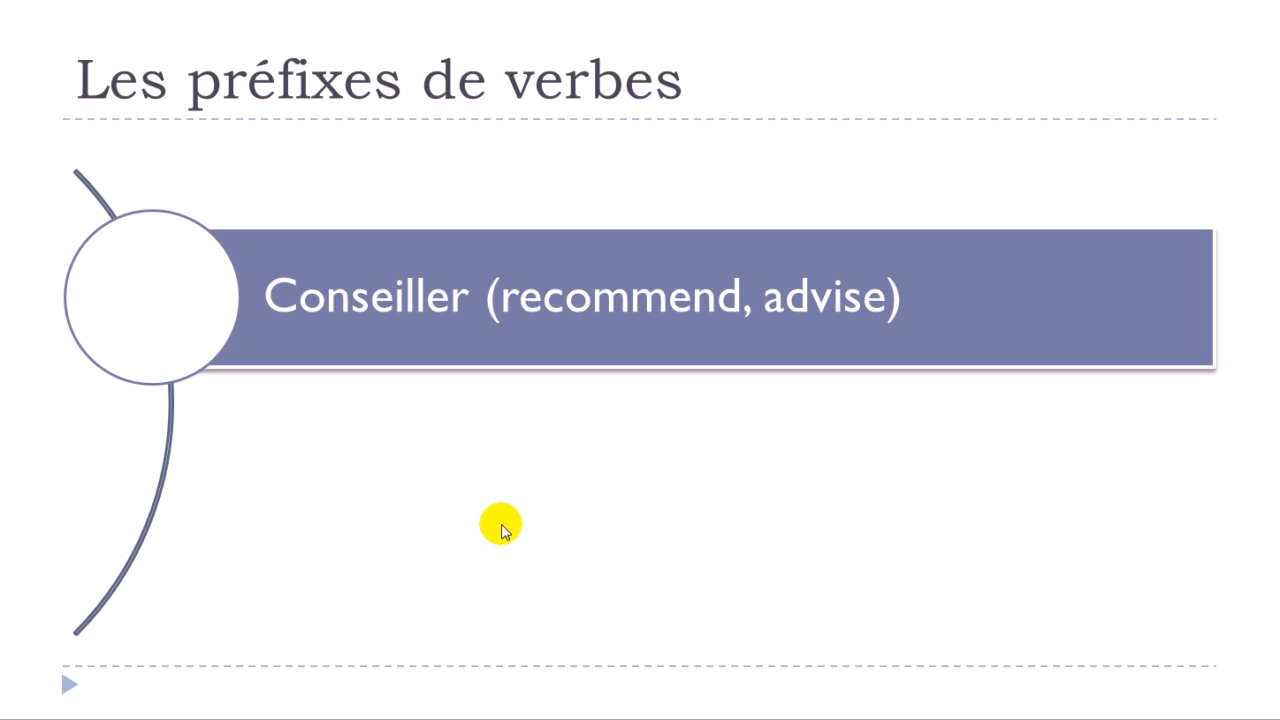 Les préfixes de verbes
Conseiller (recommend, advise)